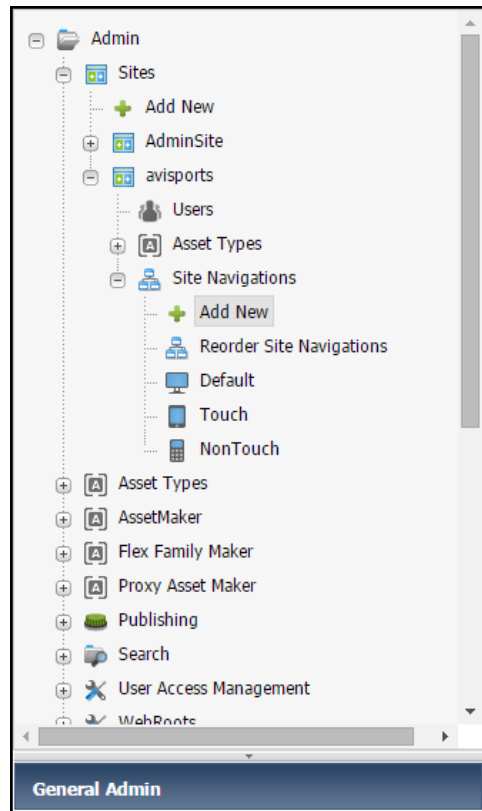 Admin
Sites
Add New
AdminSite
avisports
Users
Asset Types
Site Navigations
Add New
Reorder Site Navigations
Default
Touch
NonTouch
Asset Types
AssetMaker
Flex Family Maker
Proxy Asset Maker
Publishing
Search
User Access Management
WebRoots
General Admin